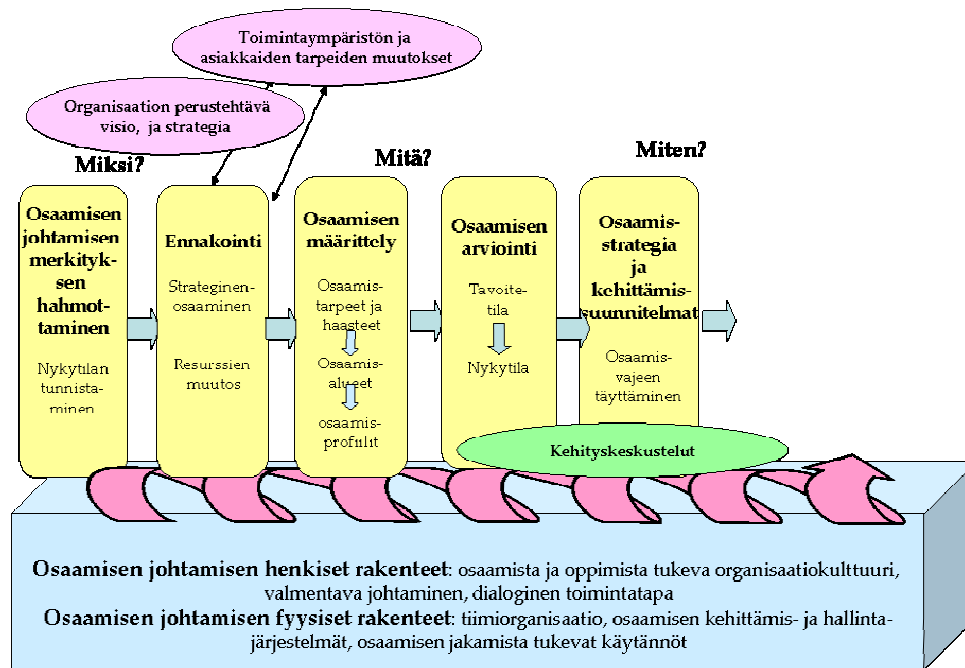 Toimintaympäristön ja
asiakkaiden tarpeiden muutokset
Organisaation perustehtävä
visio, ja strategia
Miksi?
Mitä?
Miten?
Osaamisen
johtamisen
merkityk-
sen
hahmot-
taminen
Nykytilan
tunnista-
minen
Ennakointi
Strateginen-
osaaminen
Resurssien
muutos
Osaamisen
määrittely
Osaamis-
tarpeet ja
haasteet
Osaamis-
alueet
osaamis-
profiilit
Osaamisen
arviointi
Tavoite-
tila
Nykytila
Osaamis-
strategia
ja
kehittämis-
suunnitelmat
Osaamis-
vajeen
täyttäminen
Kehityskeskustelut
Osaamisen johtamisen henkiset rakenteet: osaamista ja oppimista tukeva organisaatiokulttuuri,
valmentava johtaminen, dialoginen toimintatapa
Osaamisen johtamisen fyysiset rakenteet: tiimiorganisaatio, osaamisen kehittämis- ja hallinta-
järjestelmät, osaamisen jakamista tukevat käytännöt